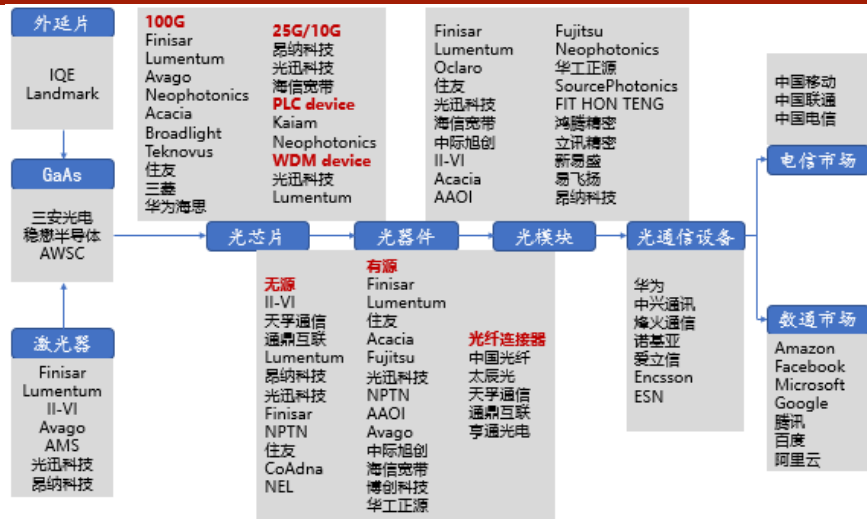 外延片
IQE
Landmark
GaAs
三安光电
稳懋半导体
AWSC
激光器
Finisar
Lumentum
II-VI
Avago
AMS
光迅科技
昂纳科技
100G
Finisar
Lumentum
Avago
Neophotonics
Acacia
Broadlight
Teknovus
住友
三菱
华为海思
25G/10G
昂纳科技
光迅科技
海信宽带
PLC device
Kaiam
Neophotonics
WDM device
光迅科技
Lumentum
光芯片
光器件
无源
II-VI
天孚通信
通鼎互联
Lumentum
昂纳科技
光迅科技
Finisar
NPTN
住友
CoAdna
NEL
有源
Finisar
Lumentum
住友
Acacia
Fujitsu
光迅科技
NPTN
AAOI
Avago
中际旭创
海信宽带
博创科技
华工正源
光纤连接器
中国光纤
太辰光
天孚通信
通鼎互联
亨通光电
Finisar
Lumentum
Oclaro
住友
光迅科技
海信宽带
中际旭创
II-VI
Acacia
AAOI
Fujitsu
Neophotonics
华工正源
SourcePhotonics
FIT HON TENG
鸿腾精密
立讯精密
新易盛
易飞扬
昂纳科技
光模块
光通信设备
华为
中兴通讯
烽火通信
诺基亚
爱立信
Encsson
ESN
中国移动
中国联通
中国电信
电信市场
数通市场
Amazon
Facebook
Microsoft
Google
腾讯
百度
阿里云